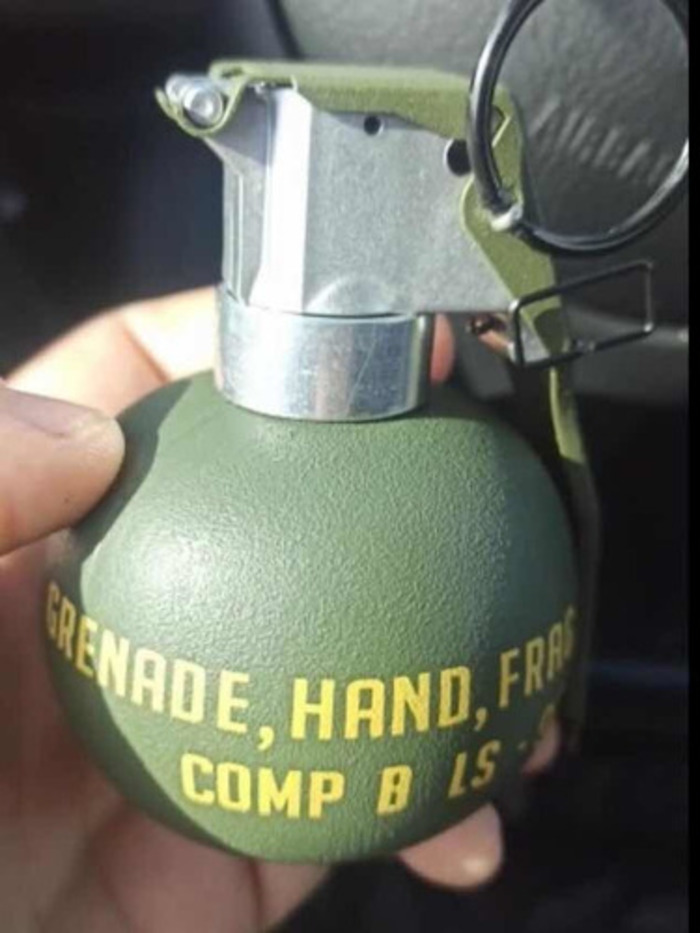 GRENADE, HAND, FRAG
COMP B LS -